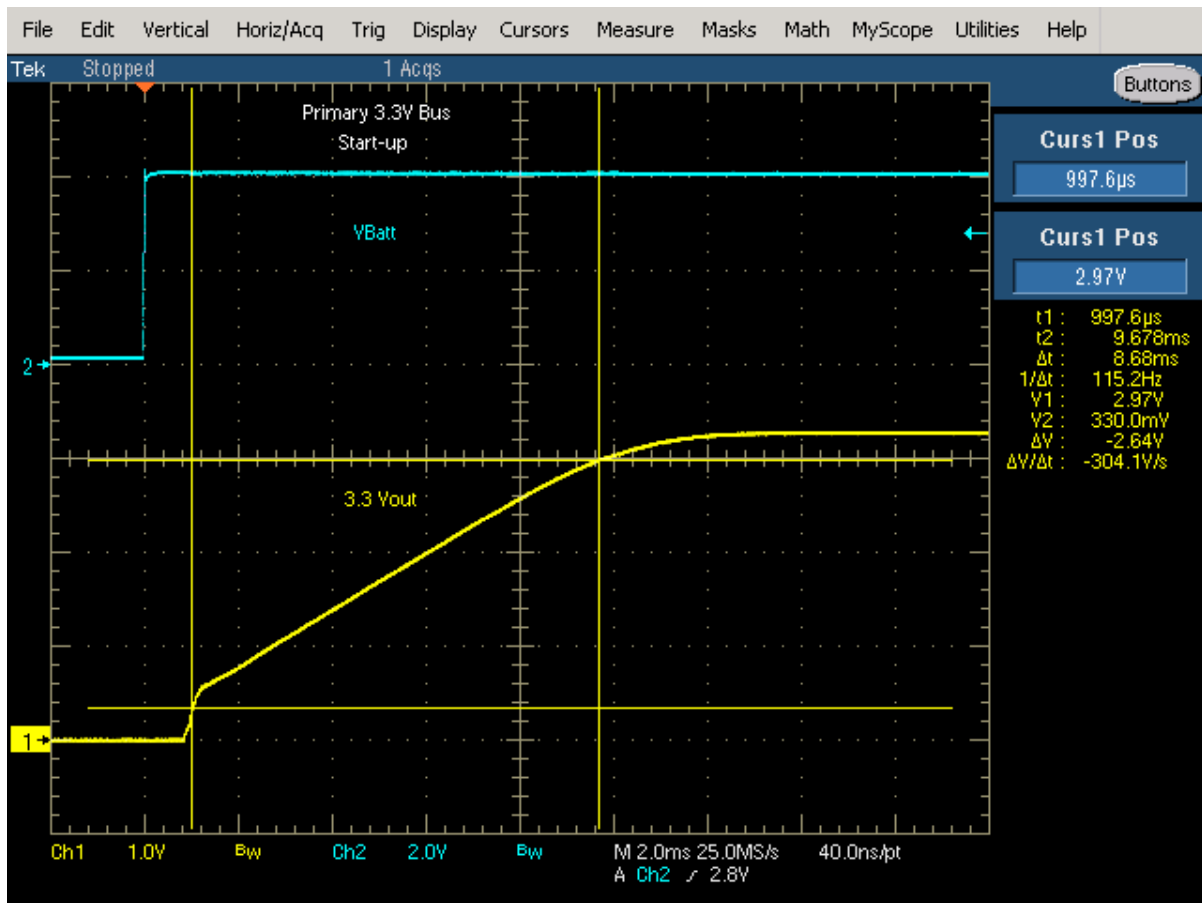 File Edit Vertical Horiz/Acq Trig Display Cursors Measure Masks Math MyScope Utilities Help
Tek Stopped 1 Acqs
Buttons
Primary 3.3V Bus
Start-up
VBatt
2
3.3 Vout
1
Curs1 Pos
997.6µs
Curs1 Pos
2.97V
t1 : 997.6µs
t2 : 9.678ms
Δt : 8.68ms
1/Δt : 115.2Hz
V1 : 2.97V
V2 : 330.0mV
ΔV : -2.64V
ΔV/Δt : -304.1V/s
Ch1 1.0V BW Ch2 2.0V BW M 2.0ms 25.0MS/s 40.0ns/pt
A Ch2 ∕ 2.8V